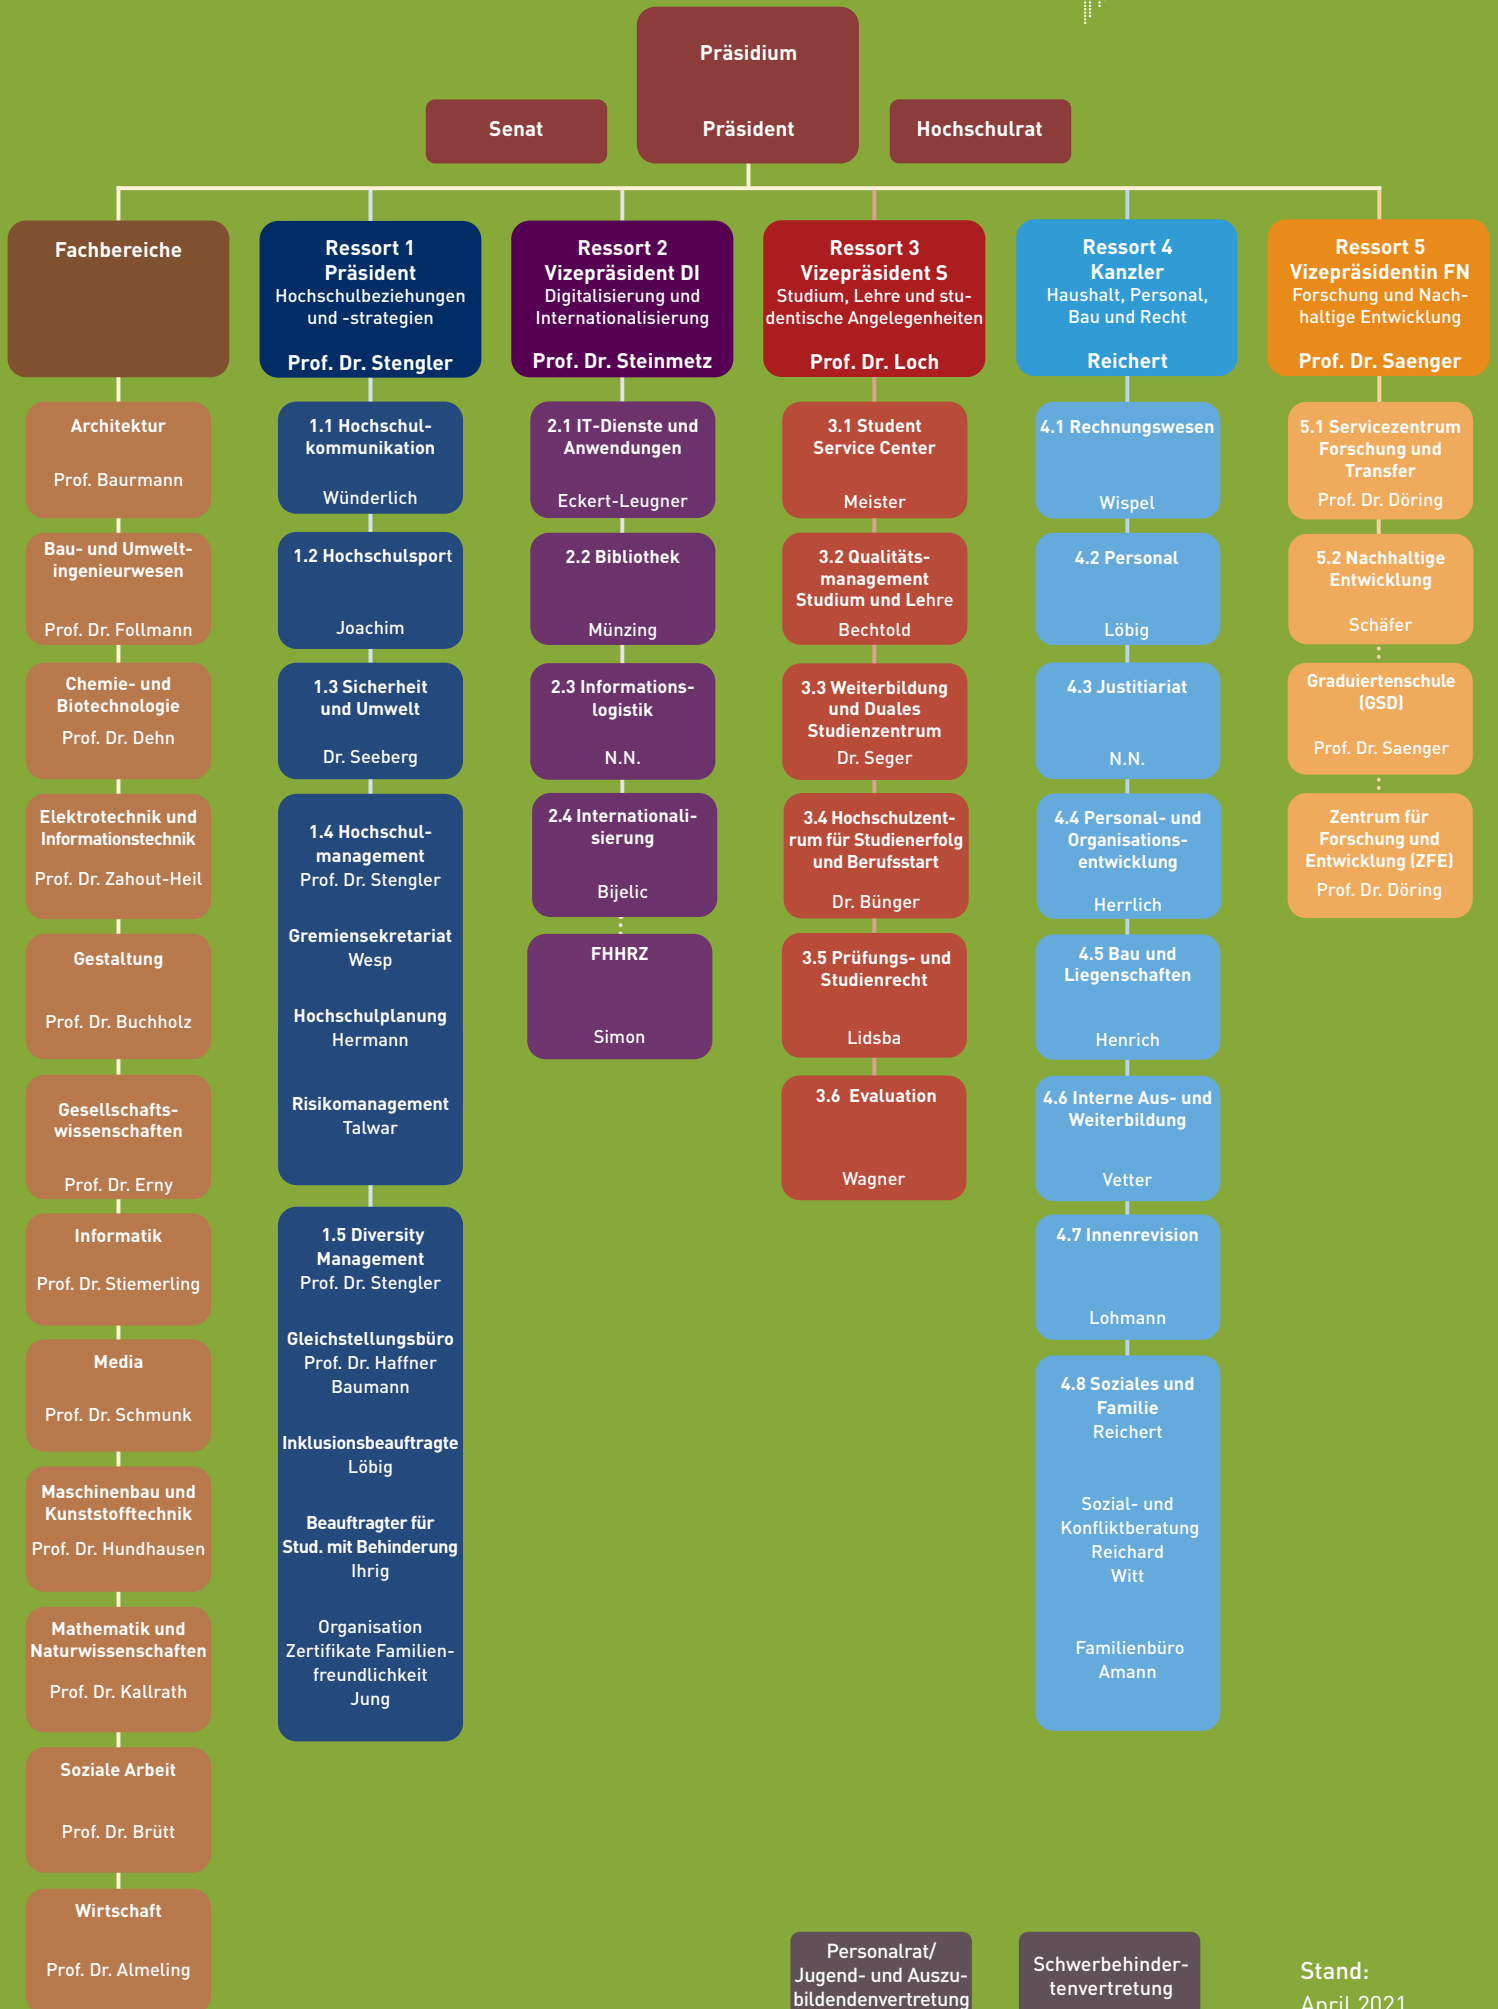 Präsidium
Präsident
Senat
Hochschulrat
Fachbereiche
Architektur
Prof. Baurmann
Bau- und Umwelt-
ingenieurwesen
Prof. Dr. Follmann
Chemie- und
Biotechnologie
Prof. Dr. Dehn
Elektrotechnik und
Informationstechnik
Prof. Dr. Zahout-Heil
Gestaltung
Prof. Dr. Buchholz
Gesellschafts-
wissenschaften
Prof. Dr. Erny
Informatik
Prof. Dr. Stiemerling
Media
Prof. Dr. Schmunk
Maschinenbau und
Kunststofftechnik
Prof. Dr. Hundhausen
Mathematik und
Naturwissenschaften
Prof. Dr. Kallrath
Soziale Arbeit
Prof. Dr. Brütt
Wirtschaft
Prof. Dr. Almeling
Ressort 1
Präsident
Hochschulbeziehungen
und -strategien
Prof. Dr. Stengler
1.1 Hochschul-
kommunikation
Wünderlich
1.2 Hochschulsport
Joachim
1.3 Sicherheit
und Umwelt
Dr. Seeberg
1.4 Hochschul-
management
Prof. Dr. Stengler
Gremiensekretariat
Wesp
Hochschulplanung
Hermann
Risikomanagement
Talwar
1.5 Diversity
Management
Prof. Dr. Stengler
Gleichstellungsbüro
Prof. Dr. Haffner
Baumann
Inklusionsbeauftragte
Löbig
Beauftragter für
Stud. mit Behinderung
Ihrig
Organisation
Zertifikate Familien-
freundlichkeit
Jung
Ressort 2
Vizepräsident DI
Digitalisierung und
Internationalisierung
Prof. Dr. Steinmetz
2.1 IT-Dienste und
Anwendungen
Eckert-Leugner
2.2 Bibliothek
Münzing
2.3 Informations-
logistik
N.N.
2.4 Internationali-
sierung
Bijelic
FHHRZ
Simon
Ressort 3
Vizepräsident S
Studium, Lehre und stu-
dentische Angelegenheiten
Prof. Dr. Loch
3.1 Student
Service Center
Meister
3.2 Qualitäts-
management
Studium und Lehre
Bechtold
3.3 Weiterbildung
und Duales
Studienzentrum
Dr. Seger
3.4 Hochschulzent-
rum für Studienerfolg
und Berufsstart
Dr. Bünger
3.5 Prüfungs- und
Studienrecht
Lidsba
3.6 Evaluation
Wagner
Ressort 4
Kanzler
Haushalt, Personal,
Bau und Recht
Reichert
4.1 Rechnungswesen
Wispel
4.2 Personal
Löbig
4.3 Justitiariat
N.N.
4.4 Personal- und
Organisations-
entwicklung
Herrlich
4.5 Bau und
Liegenschaften
Henrich
4.6 Interne Aus- und
Weiterbildung
Vetter
4.7 Innenrevision
Lohmann
4.8 Soziales und
Familie
Reichert
Sozial- und
Konfliktberatung
Reichard
Witt
Familienbüro
Amann
Ressort 5
Vizepräsidentin FN
Forschung und Nach-
haltige Entwicklung
Prof. Dr. Saenger
5.1 Servicezentrum
Forschung und
Transfer
Prof. Dr. Döring
5.2 Nachhaltige
Entwicklung
Schäfer
Graduiertenschule
(GSD)
Prof. Dr. Saenger
Zentrum für
Forschung und
Entwicklung (ZFE)
Prof. Dr. Döring
Personalrat/
Jugend- und Auszu-
bildendenvertretung
Schwerbehinder-
tenvertretung
Stand:
April 2021